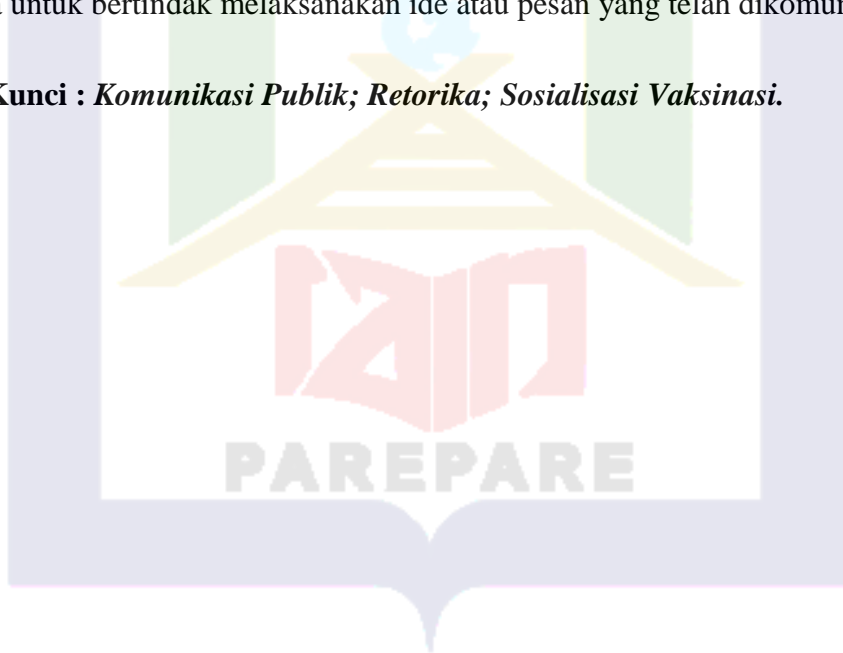 untuk bertindak melaksanakan ide atau pesan yang telah dikomun
Kunci : Komunikasi Publik; Retorika; Sosialisasi Vaksinasi.
PAREPARE